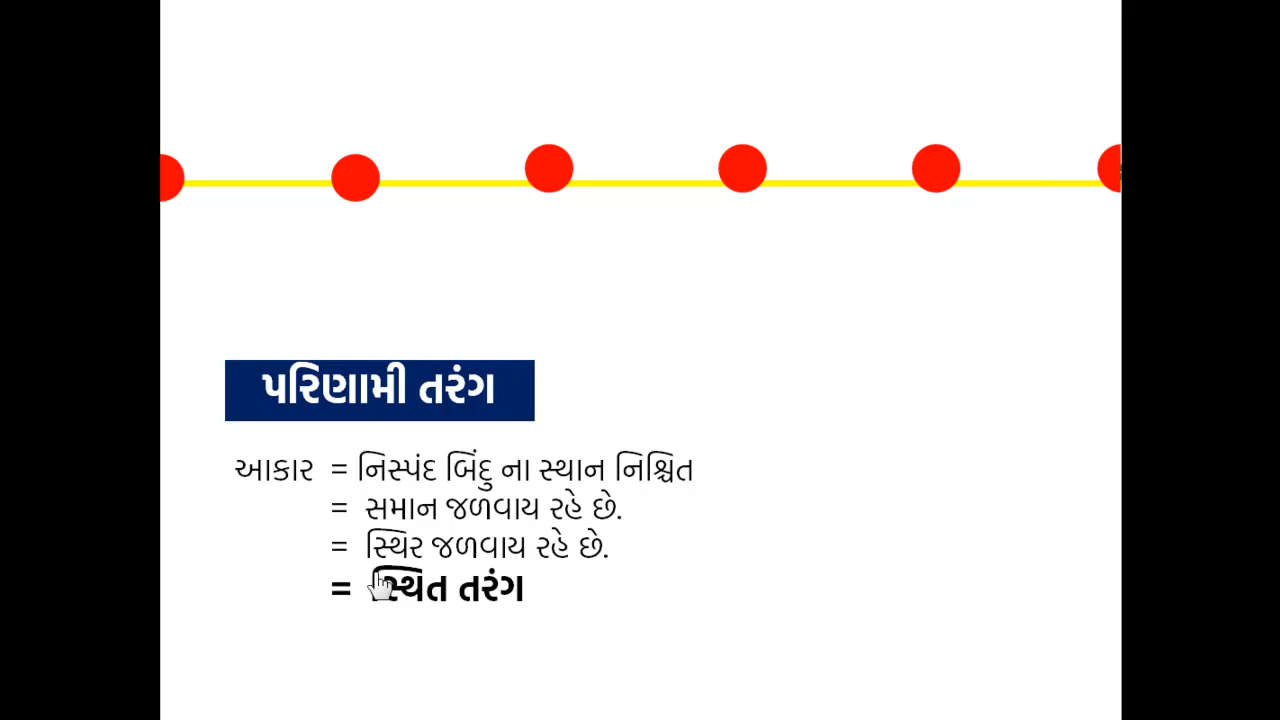 પરિણામી તરંગ
આકાર = નિસ્પંદ બિંદુ ના સ્થાન નિશ્ચિત
= સમાન જળવાય રહે છે.
= સ્થિર જળવાય રહે છે.
= સ્થિત તરંગ